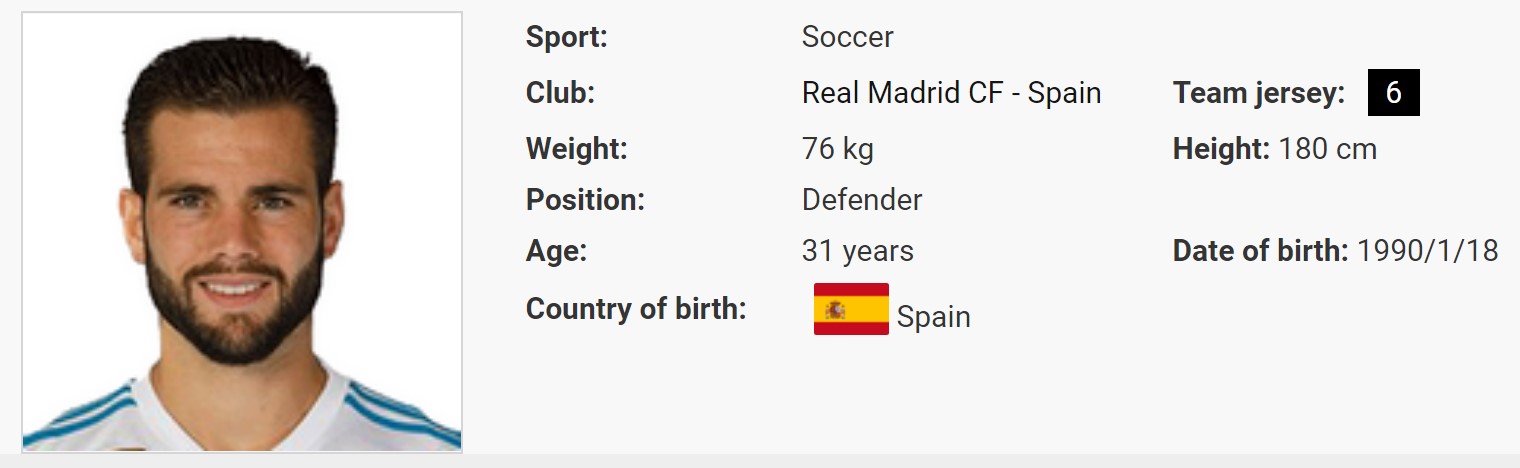 Sport: Soccer
Club: Real Madrid CF - Spain Team jersey: 6
Weight: 76 kg Height: 180 cm
Position: Defender
Age: 31 years Date of birth: 1990/1/18
Country of birth: Spain